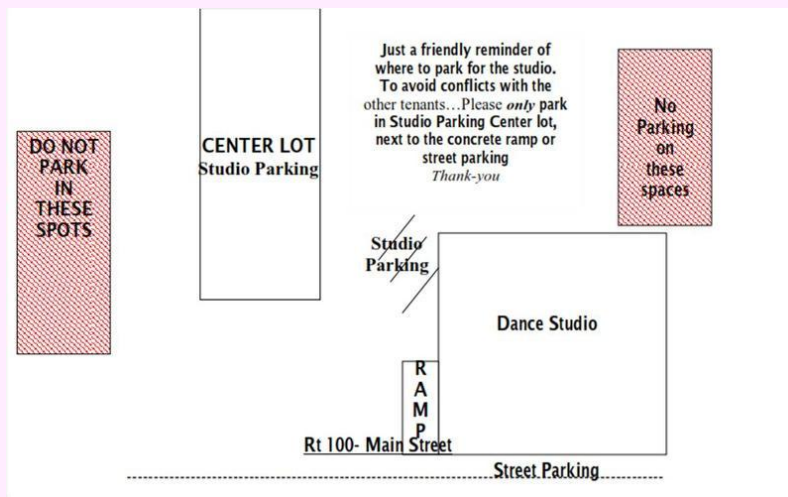 Just a friendly reminder of
where to park for the studio.
To avoid conflicts with the
other tenants…Please only park
in Studio Parking Center lot,
next to the concrete ramp or
street parking
Thank-you
No
Parking
on
these
spaces
DO NOT
PARK
IN
THESE
SPOTS
CENTER LOT
Studio Parking
Studio
Parking
Dance Studio
R
A
M
P
Rt 100- Main Street
Street Parking